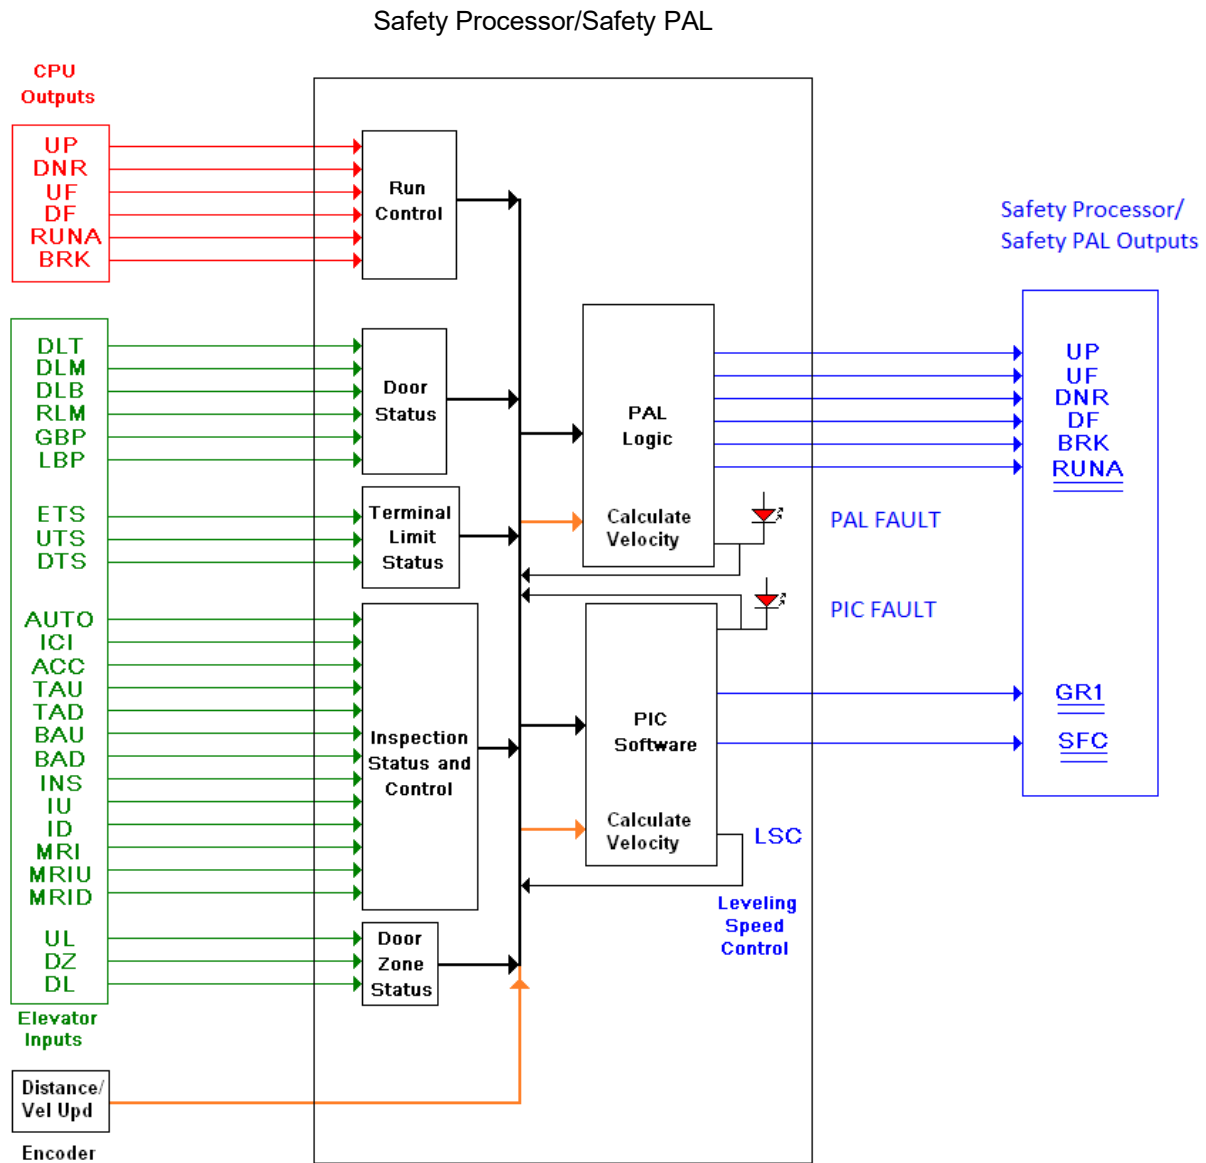 Safety Processor/Safety PAL
CPU
Outputs
UP
DNR
UF
DF
RUNA
BRK
Run
Control
DLT
DLM
DLB
RLM
GBP
LBP
Door
Status
ETS
UTS
DTS
Terminal
Limit
Status
AUTO
ICI
ACC
TAU
TAD
BAU
BAD
INS
IU
ID
MRI
MRIU
MRID
Inspection
Status and
Control
UL
DZ
DL
Door
Zone
Status
Elevator
Inputs
Distance/
Vel Upd
Encoder
PAL
Logic
Calculate
Velocity
PAL FAULT
PIC FAULT
PIC
Software
Calculate
Velocity
LSC
Leveling
Speed
Control
Safety Processor/
Safety PAL Outputs
UP
UF
DNR
DF
BRK
RUNA
GR1
SFC